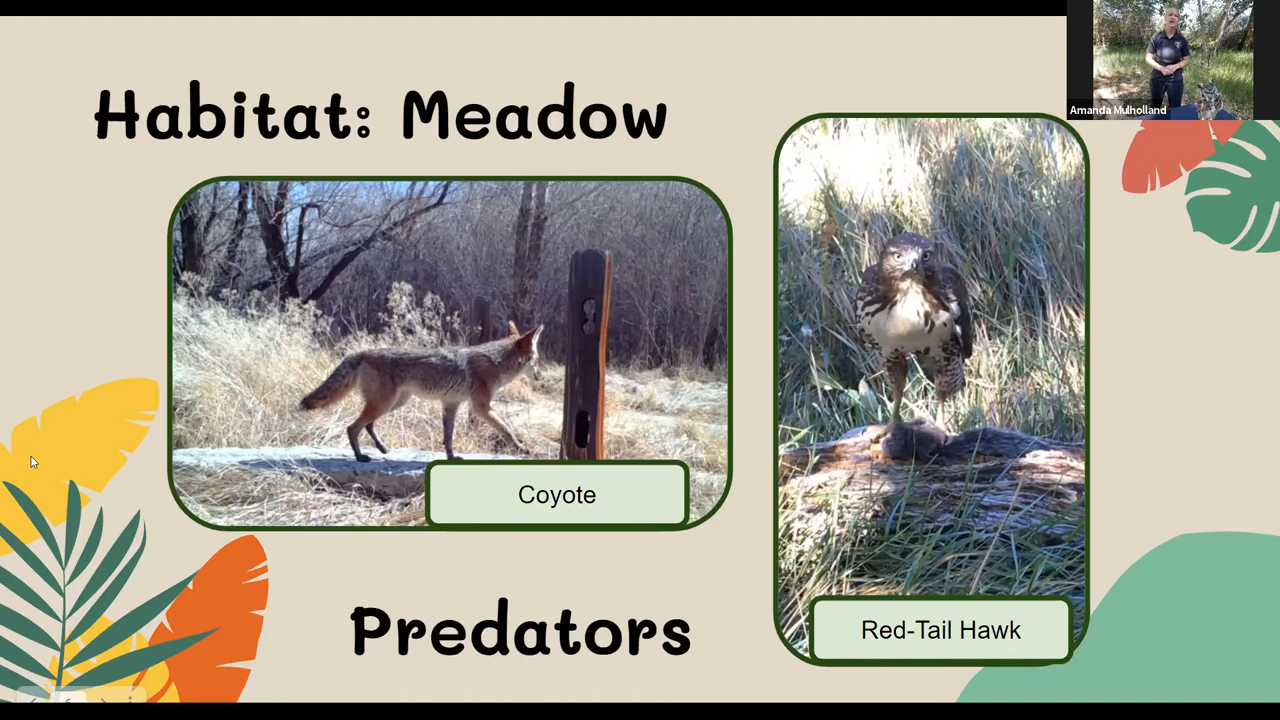 Habitat: Meadow
Amanda Mulholland
Coyote
Predators
Red-Tail Hawk